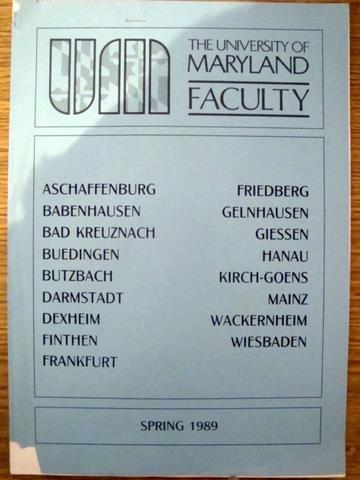 UM
THE UNIVERSITY OF
MARYLAND
FACULTY
ASCHAFFENBURG
BABENHAUSEN
BAD KREUZNACH
BUEDINGEN
BUTZBACH
DARMSTADT
DEXHEIM
FINTHEN
FRANKFURT
FRIEDBERG
GELNHAUSEN
GIESSEN
HANAU
KIRCH-GOENS
MAINZ
WACKERNHEIM
WIESBADEN
SPRING 1989